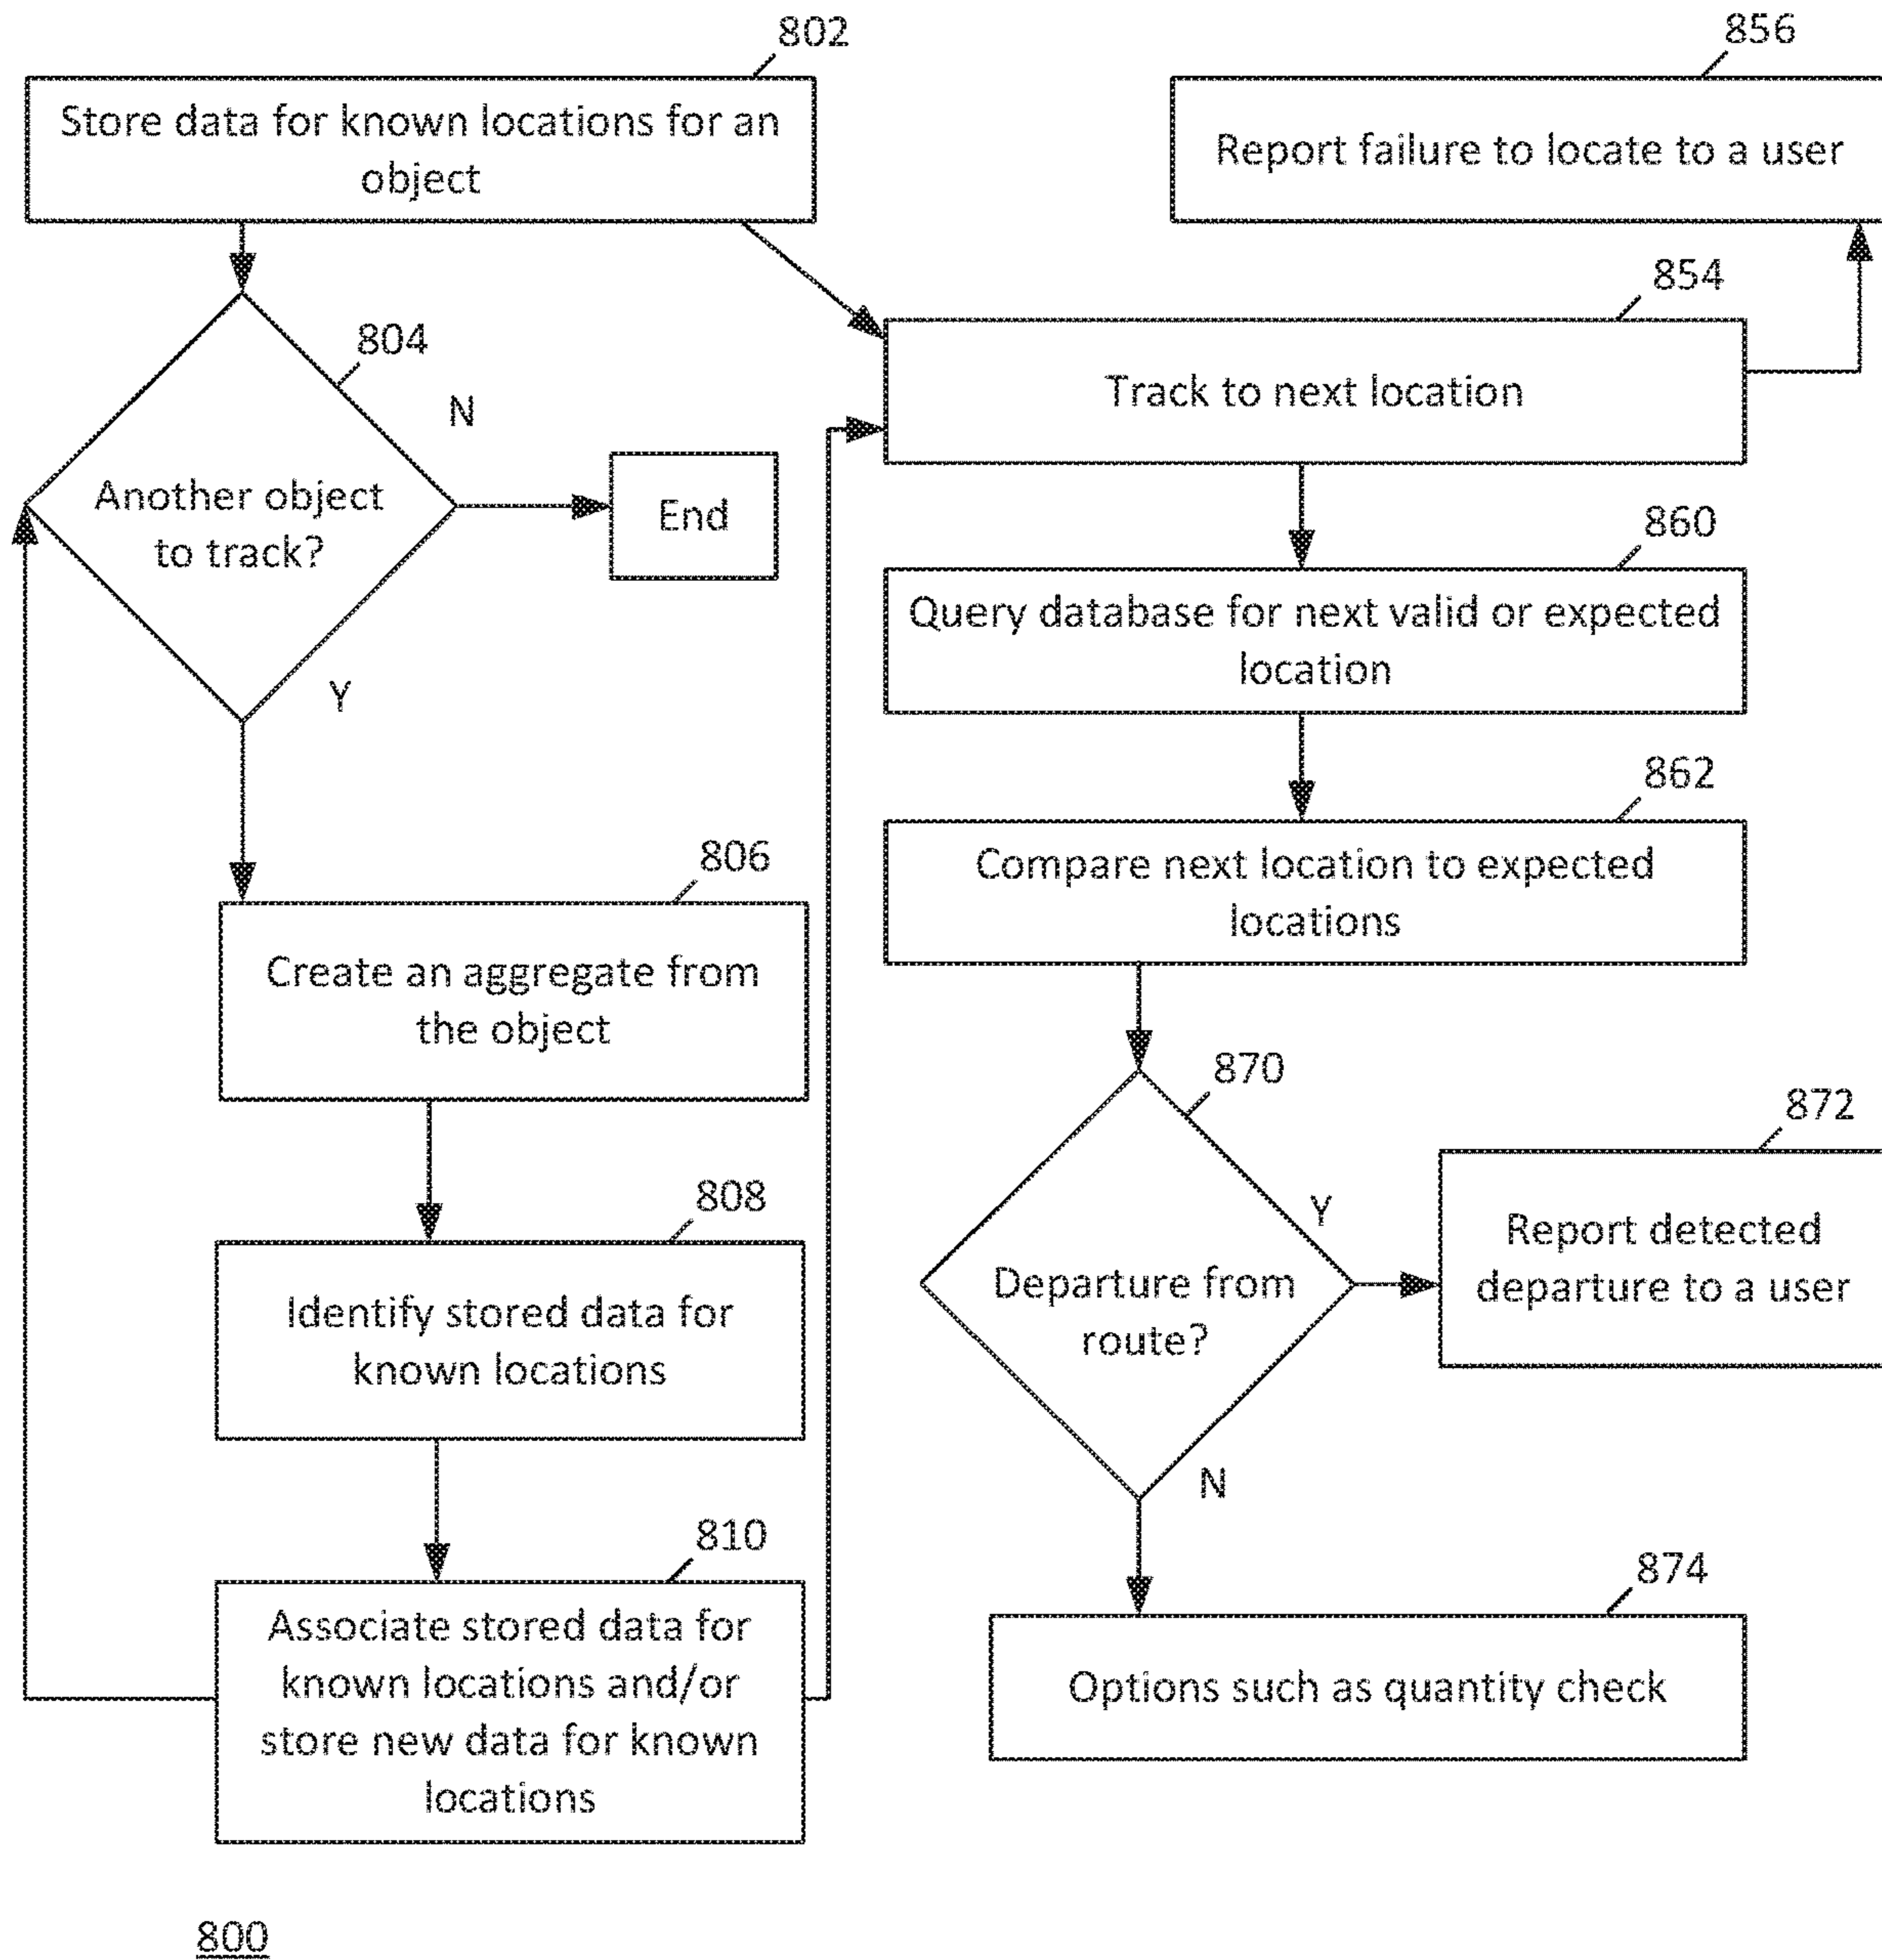 802
Store data for known locations for an
object
856
Report failure to locate to a user
804
Another object
to track?
N
Y
End
854
Track to next location
860
Query database for next valid or expected
location
862
Compare next location to expected
locations
806
Create an aggregate from
the object
808
Identify stored data for
known locations
810
Associate stored data for
known locations and/or
store new data for known
locations
870
Departure from
route?
Y
N
872
Report detected
departure to a user
874
Options such as quantity check
800